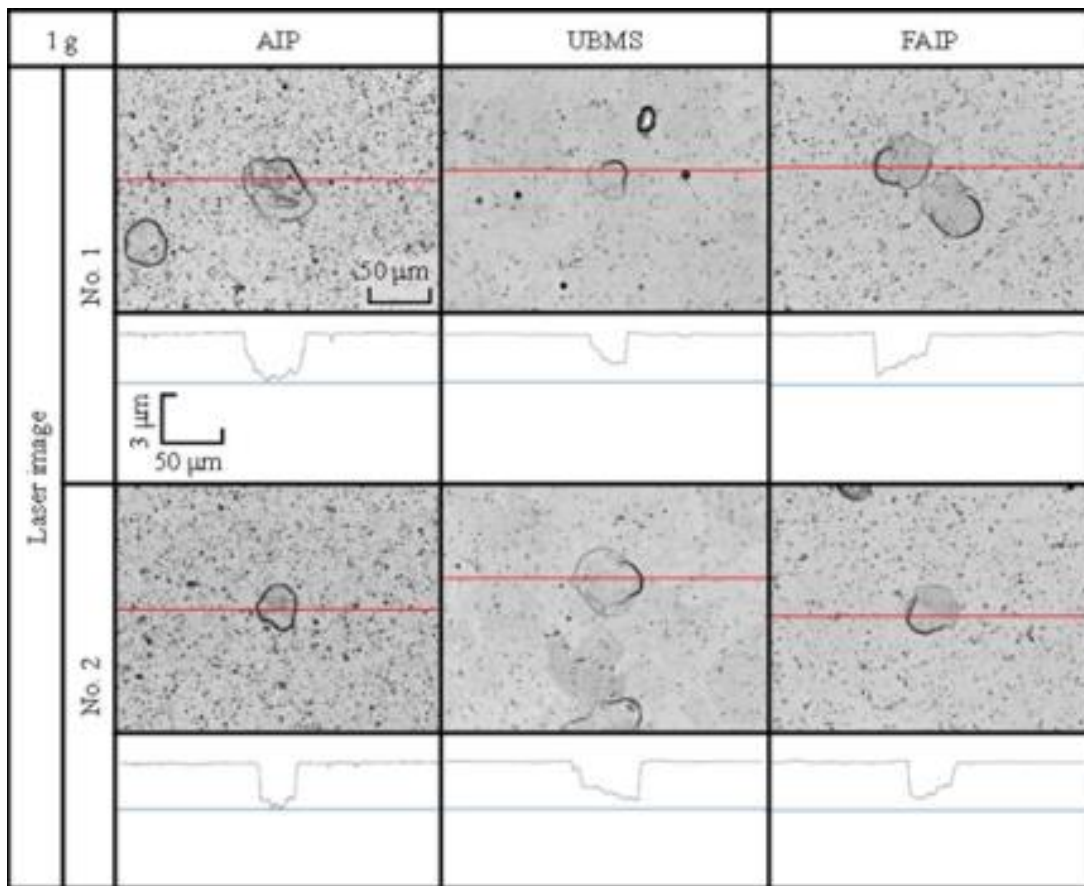 1 g AIP UBMS FAIP
Laser image
No. 1
50 μm
3 μm
50 μm
No. 2